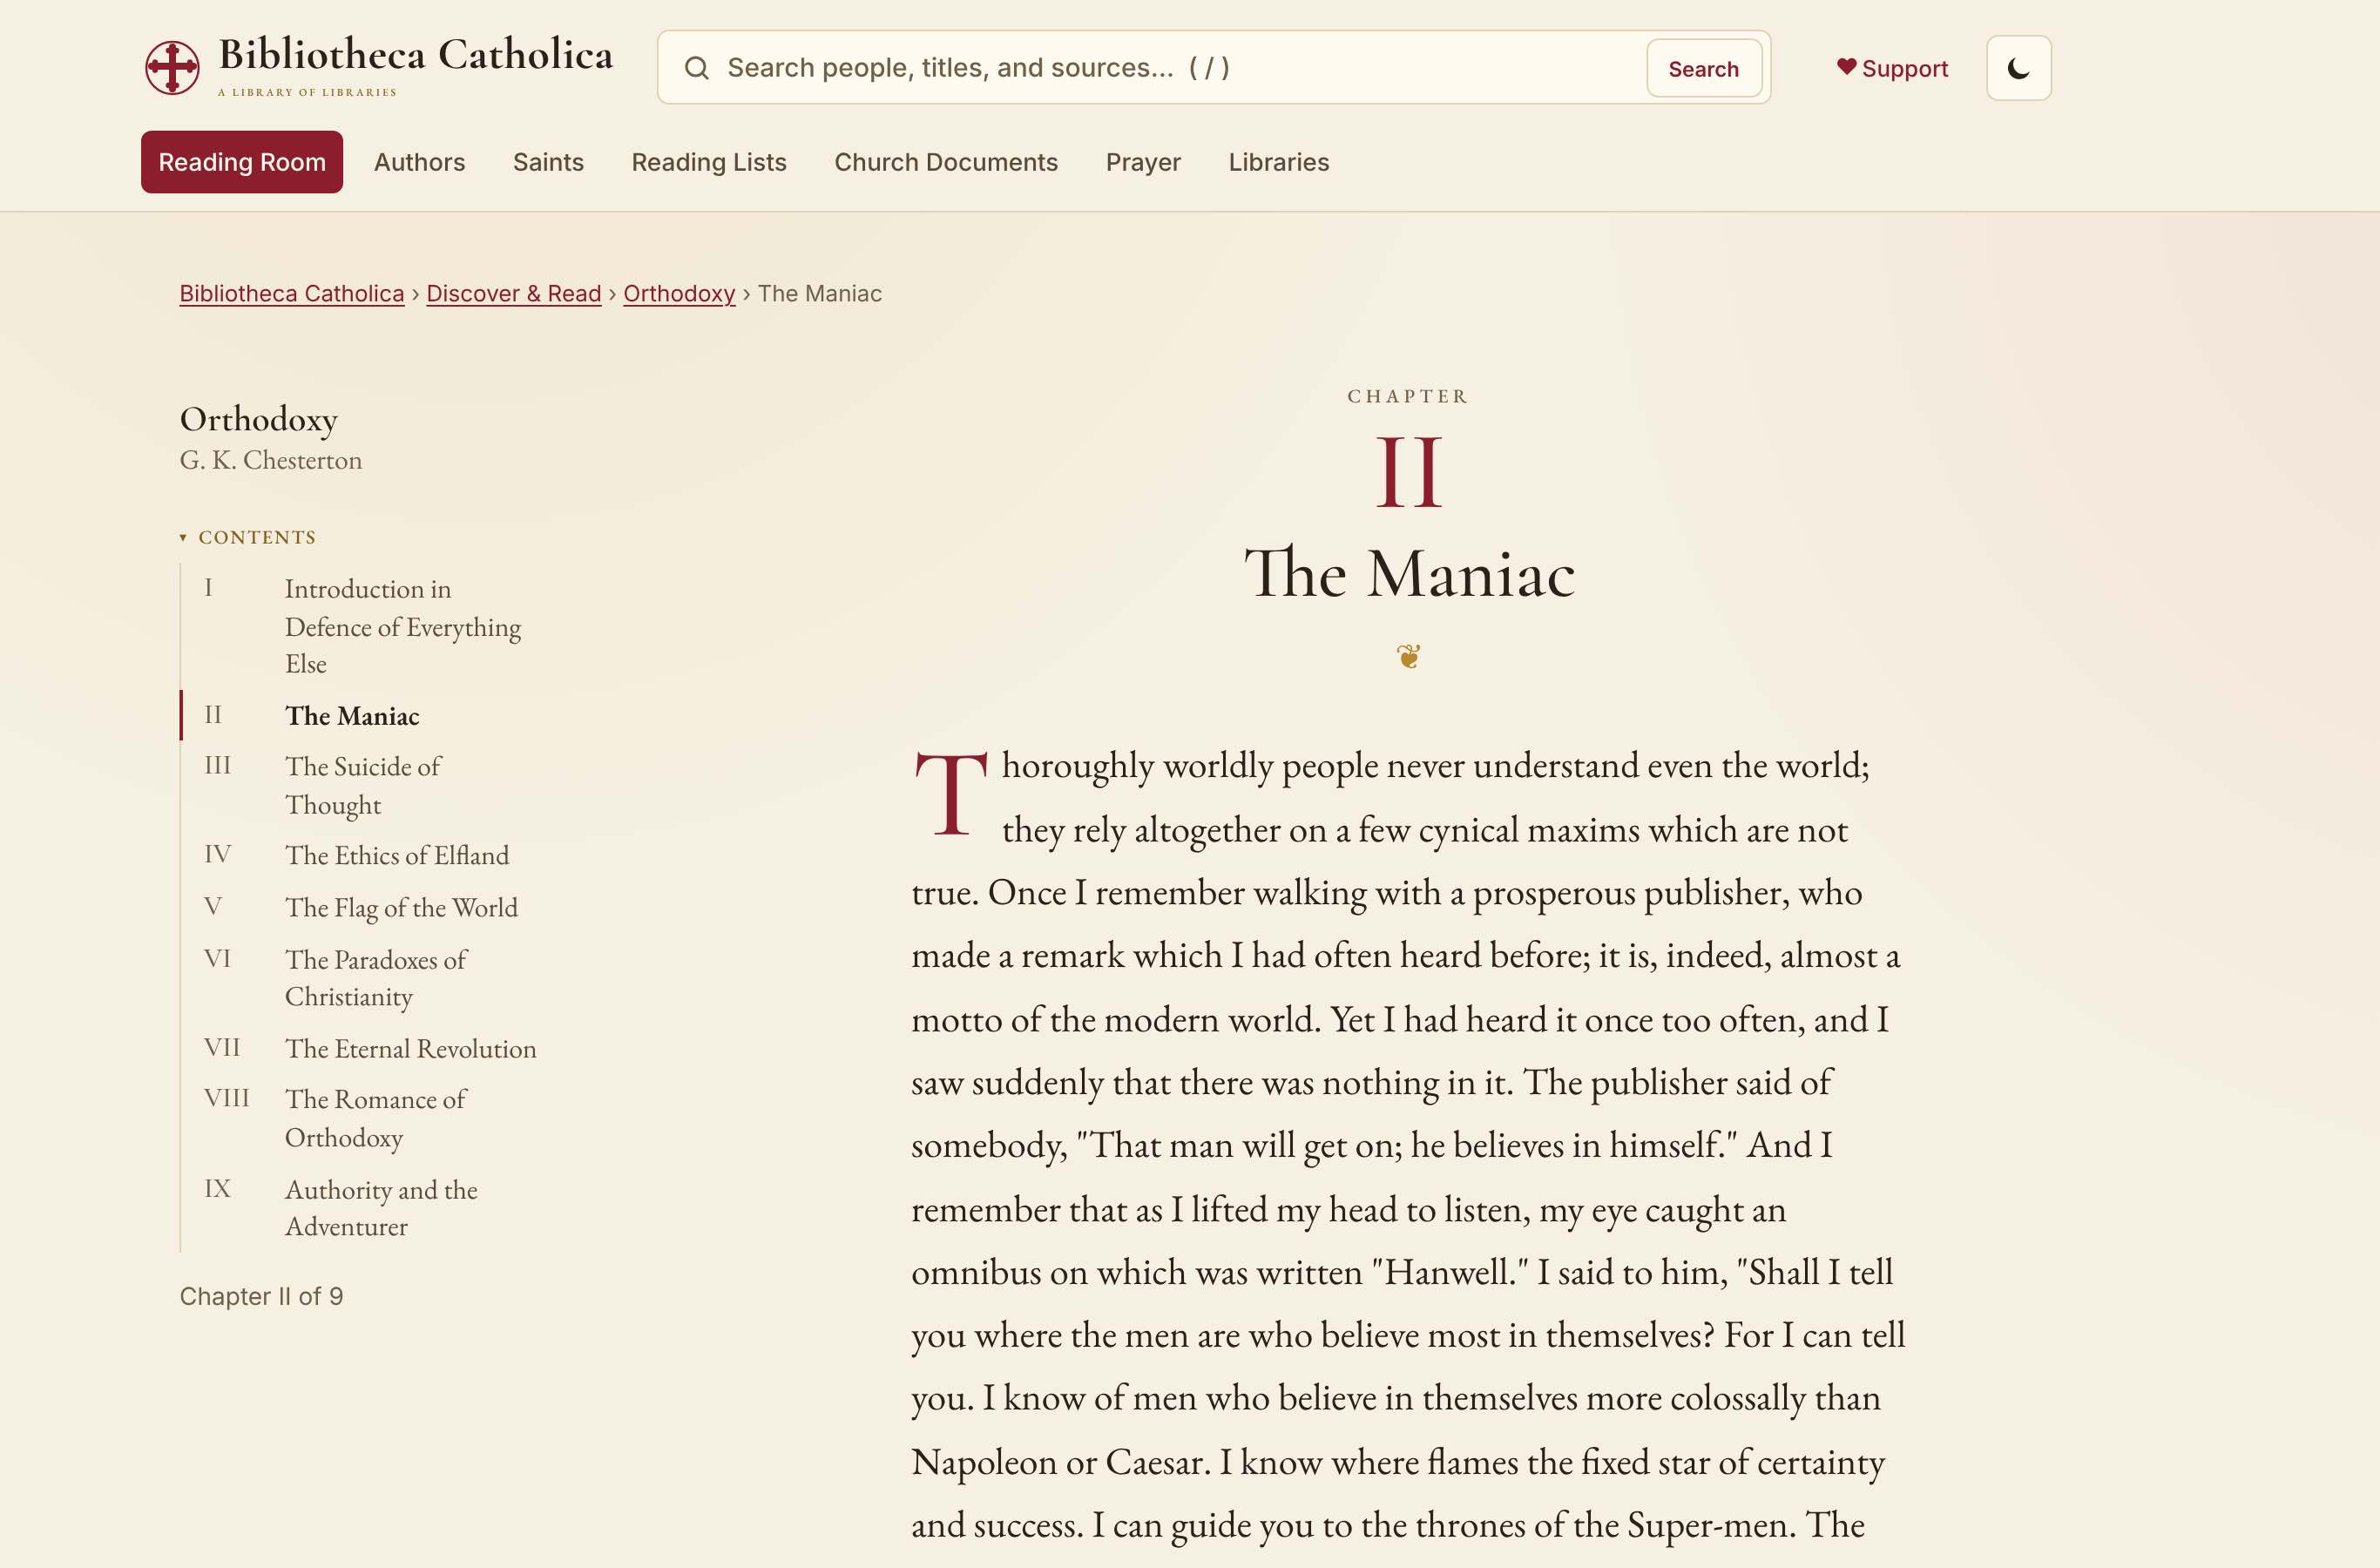 Bibliotheca Catholica
A LIBRARY OF LIBRARIES
Search people, titles, and sources... ( / )
Search
Support
Reading Room
Authors
Saints
Reading Lists
Church Documents
Prayer
Libraries
Bibliotheca Catholica › Discover & Read › Orthodoxy › The Maniac
Orthodoxy
G. K. Chesterton
CONTENTS
I Introduction in
Defence of Everything
Else
II The Maniac
III The Suicide of
Thought
IV The Ethics of Elfland
V The Flag of the World
VI The Paradoxes of
Christianity
VII The Eternal Revolution
VIII The Romance of
Orthodoxy
IX Authority and the
Adventurer
Chapter II of 9
CHAPTER
II
The Maniac
Thoroughly worldly people never understand even the world;
they rely altogether on a few cynical maxims which are not
true. Once I remember walking with a prosperous publisher, who
made a remark which I had often heard before; it is, indeed, almost a
motto of the modern world. Yet I had heard it once too often, and I
saw suddenly that there was nothing in it. The publisher said of
somebody, "That man will get on; he believes in himself." And I
remember that as I lifted my head to listen, my eye caught an
omnibus on which was written "Hanwell." I said to him, "Shall I tell
you where the men are who believe most in themselves? For I can tell
you. I know of men who believe in themselves more colossally than
Napoleon or Caesar. I know where flames the fixed star of certainty
and success. I can guide you to the thrones of the Super-men. The